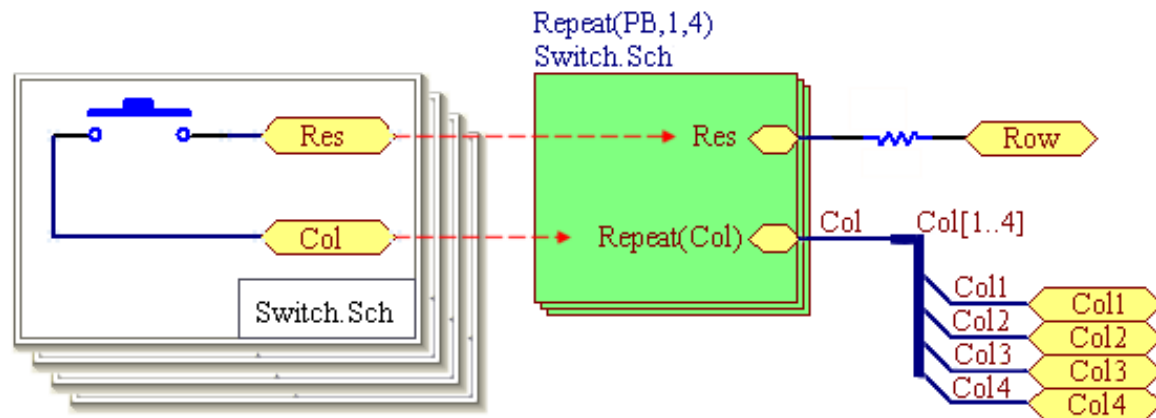 Repeat(PB,1,4)
Switch.Sch
Res
Res
Row
Col
Repeat(Col)
Col
Col[1..4]
Switch.Sch
Col1
Col1
Col2
Col2
Col3
Col3
Col4
Col4